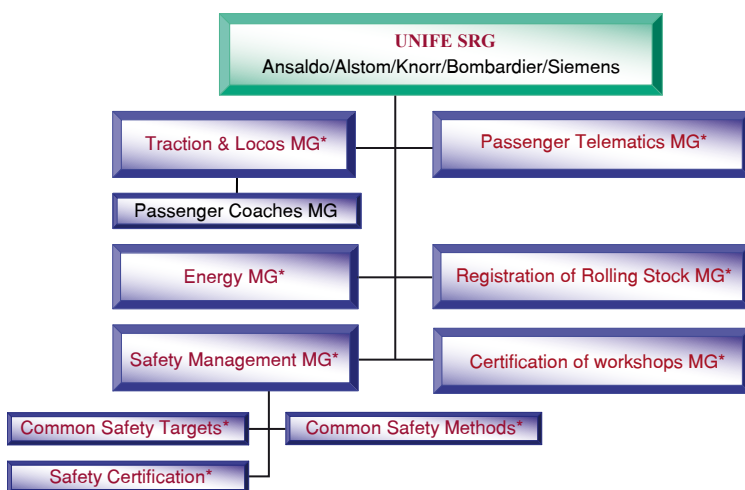 UNIFE SRG
Ansaldo/Alstom/Knorr/Bombardier/Siemens
Traction & Locos MG*
Passenger Telematics MG*
Passenger Coaches MG
Energy MG*
Registration of Rolling Stock MG*
Safety Management MG*
Certification of workshops MG*
Common Safety Targets*
Common Safety Methods*
Safety Certification*